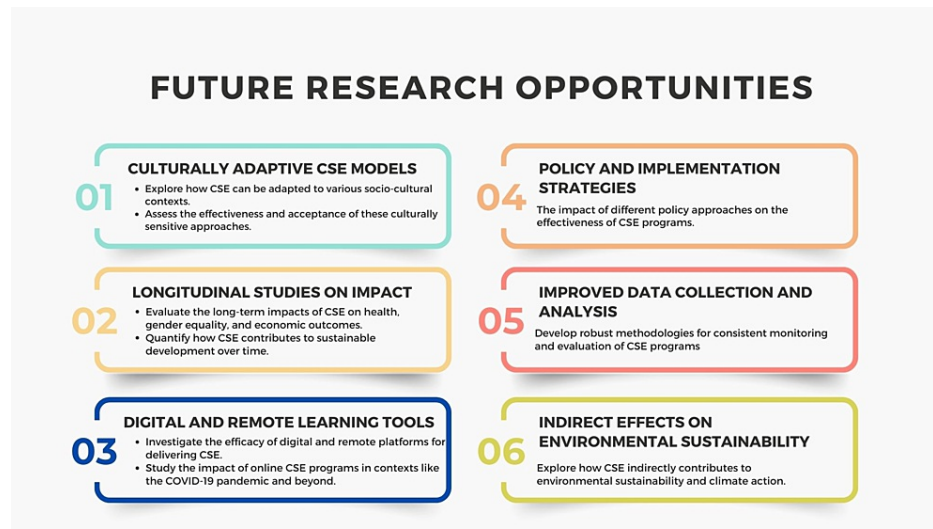 FUTURE RESEARCH OPPORTUNITIES
01
CULTURALLY ADAPTIVE CSE MODELS
• Explore how CSE can be adapted to various socio-cultural
contexts.
• Assess the effectiveness and acceptance of these culturally
sensitive approaches.
02
LONGITUDINAL STUDIES ON IMPACT
• Evaluate the long-term impacts of CSE on health,
gender equality, and economic outcomes.
• Quantify how CSE contributes to sustainable
development over time.
03
DIGITAL AND REMOTE LEARNING TOOLS
• Investigate the efficacy of digital and remote platforms for
delivering CSE.
• Study the impact of online CSE programs in contexts like
the COVID-19 pandemic and beyond.
04
POLICY AND IMPLEMENTATION
STRATEGIES
The impact of different policy approaches on the
effectiveness of CSE programs.
05
IMPROVED DATA COLLECTION AND
ANALYSIS
Develop robust methodologies for consistent monitoring
and evaluation of CSE programs
06
INDIRECT EFFECTS ON
ENVIRONMENTAL SUSTAINABILITY
Explore how CSE indirectly contributes to
environmental sustainability and climate action.